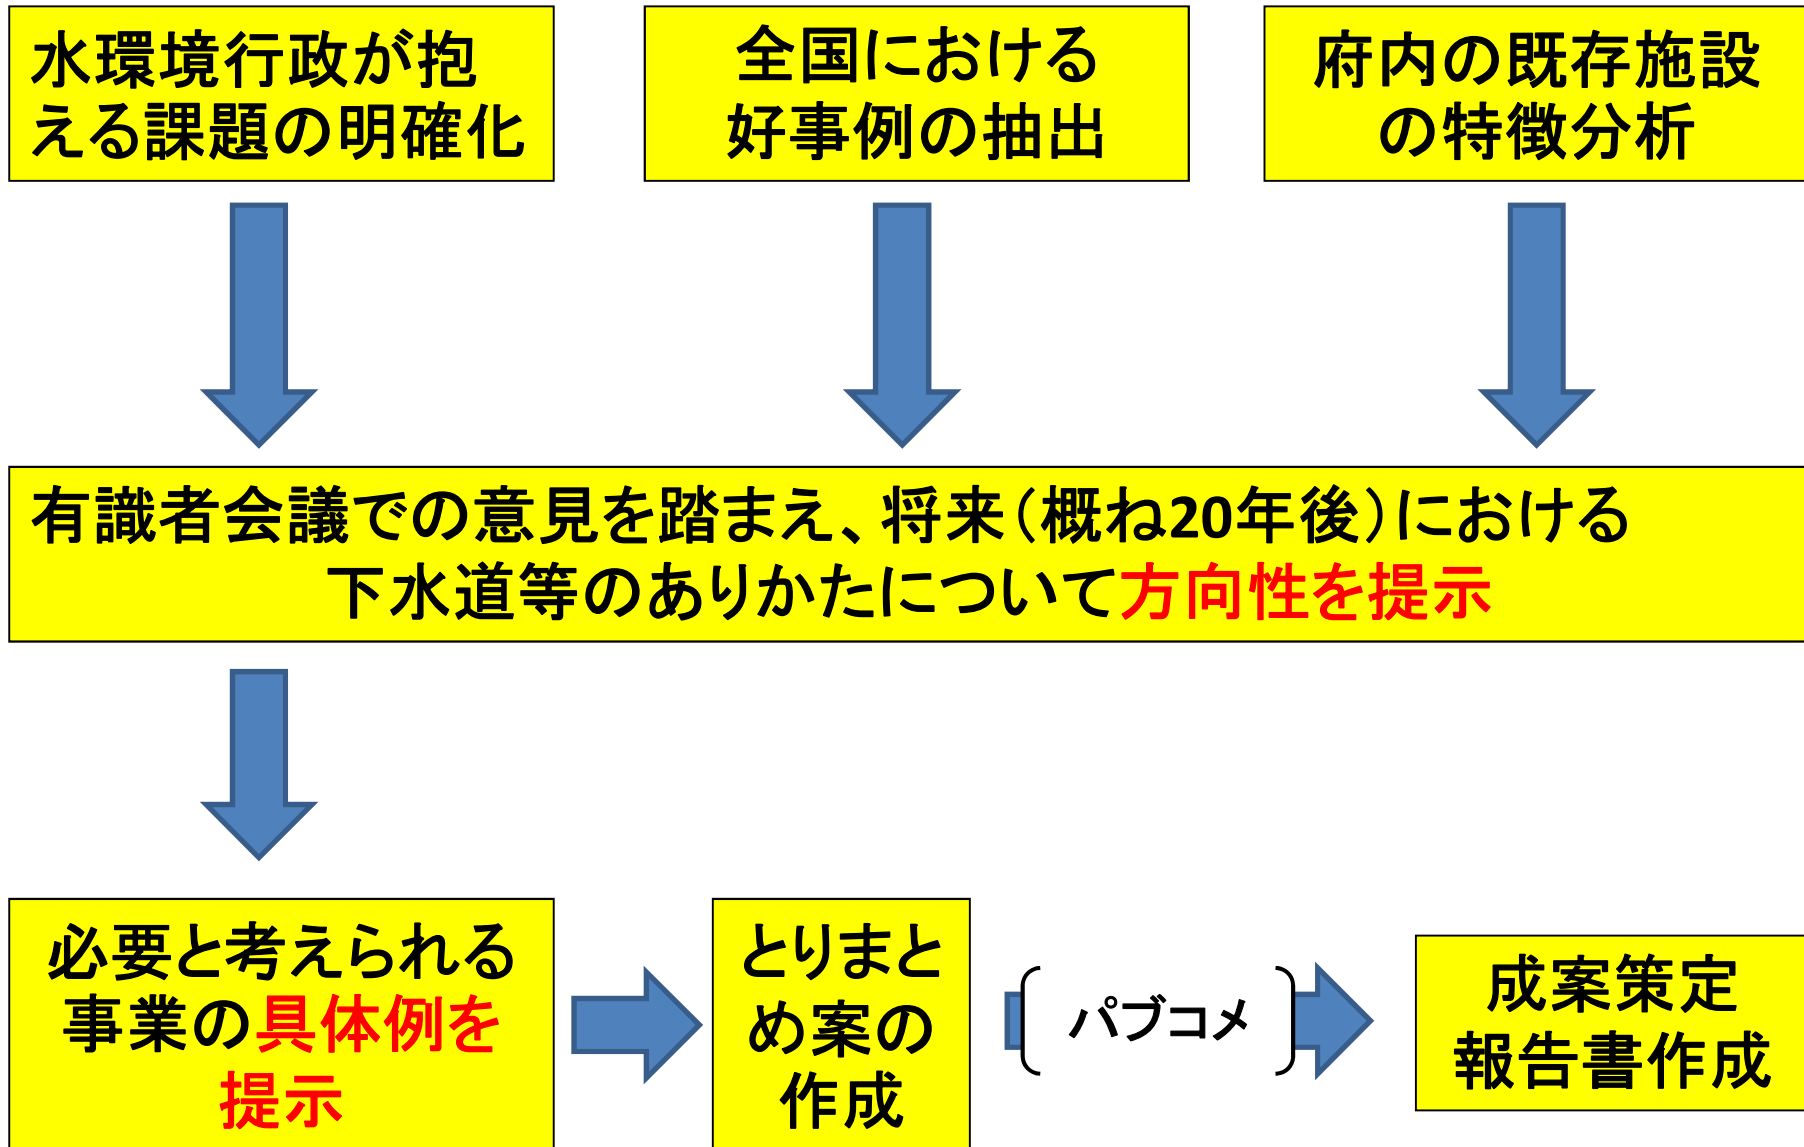 水環境行政が抱
える課題の明確化
全国における
好事例の抽出
府内の既存施設
の特徴分析
有識者会議での意見を踏まえ、将来(概ね20年後)における
下水道等のありかたについて方向性を提示
必要と考えられる
事業の具体例を
提示
とりまと
め案の
作成
パブコメ
成案策定
報告書作成